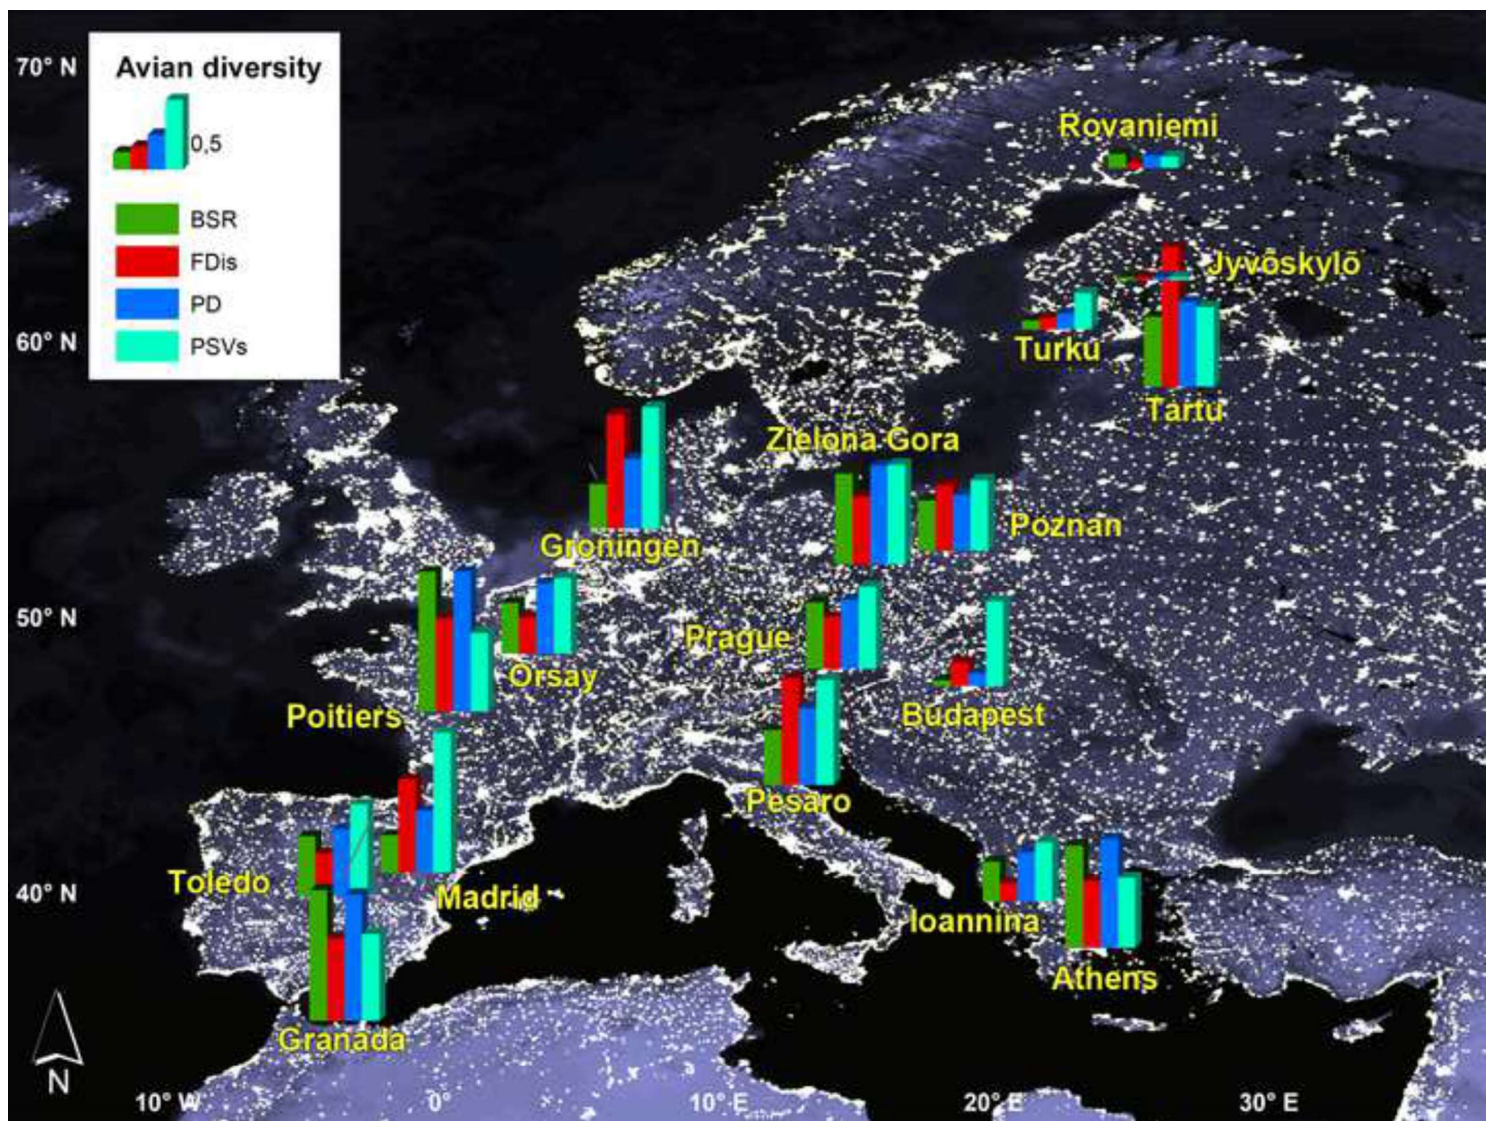 70° N
Avian diversity
0,5
BSR
FDis
PD
PSVs
Rovaniemi
Jyvõskylõ
60° N
Turku
Tartu
Zielona Gora
Groningen
Poznan
50° N
Prague
Orsay
Poitiers
Budapest
Pesaro
Toledo
40° N
Madrid
Ioannina
Athens
Granada
N
10° W
0°
10° E
20° E
30° E